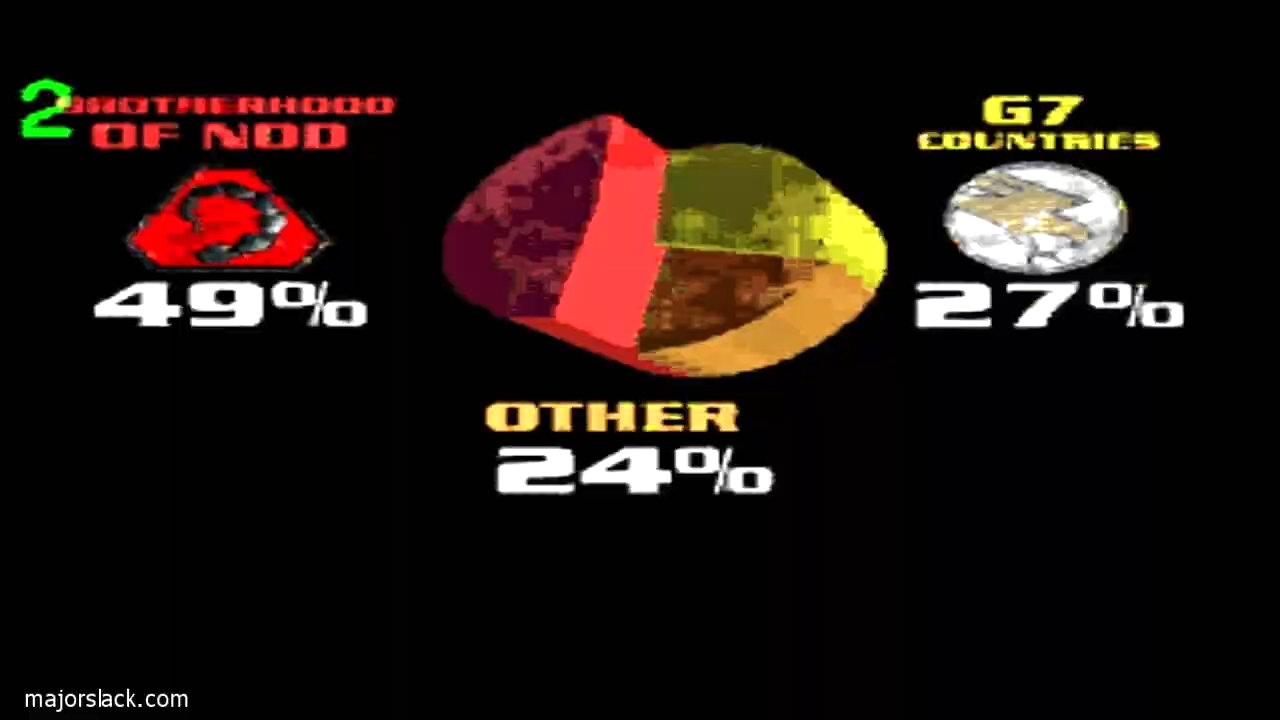 2
BROTHERHOOD
OF NOD
49%
G7
COUNTRIES
27%
OTHER
24%
majorslack.com